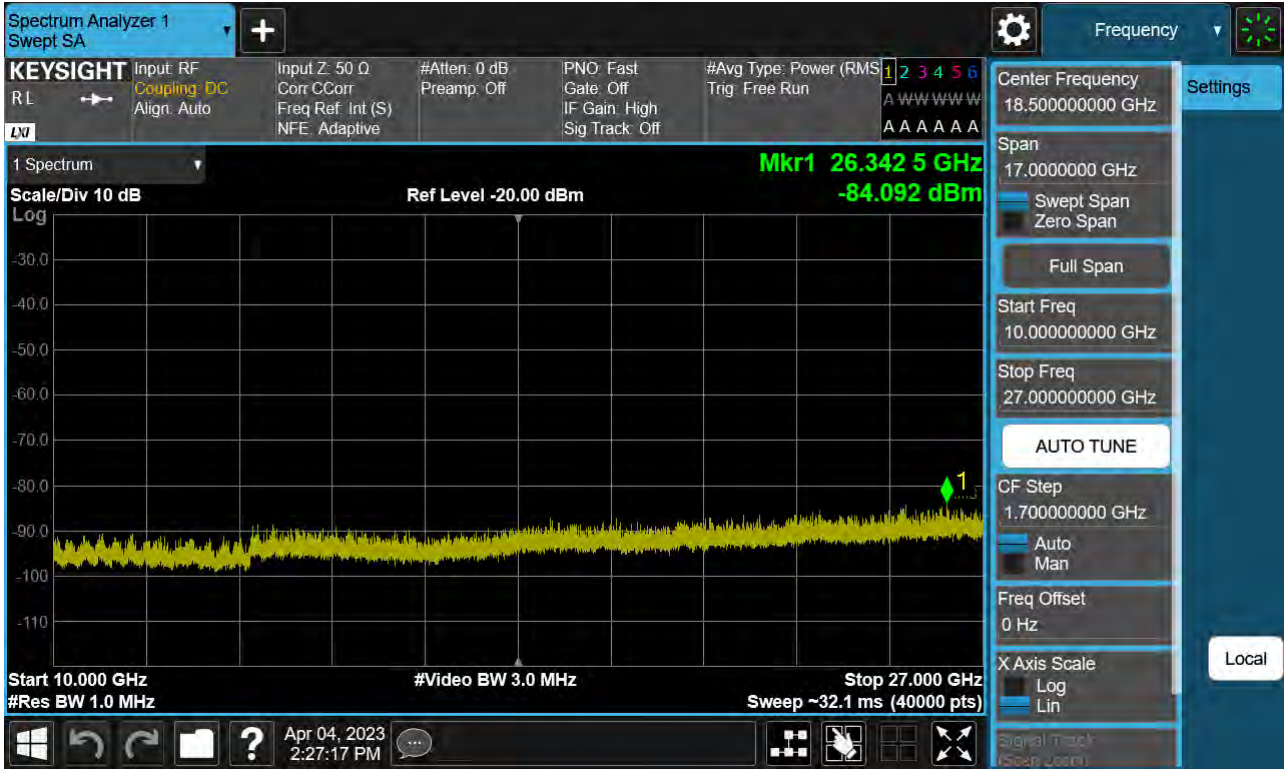 Spectrum Analyzer 1
Swept SA
+
Frequency
KEYSIGHT
R L
LXI
Input: RF
Coupling: DC
Align: Auto
Input Z: 50 Ω
Corr CCorr
Freq Ref: Int (S)
NFE: Adaptive
#Atten: 0 dB
Preamp: Off
PNO: Fast
Gate: Off
IF Gain: High
Sig Track: Off
#Avg Type: Power (RMS
Trig: Free Run
1 2 3 4 5 6
A W W W W W
A A A A A A
1 Spectrum
Mkr1 26.342 5 GHz
-84.092 dBm
Scale/Div 10 dB
Ref Level -20.00 dBm
Log
-30.0
-40.0
-50.0
-60.0
-70.0
-80.0
-90.0
-100
-110
1
Start 10.000 GHz
#Video BW 3.0 MHz
Stop 27.000 GHz
#Res BW 1.0 MHz
Sweep ~32.1 ms (40000 pts)
Center Frequency
18.500000000 GHz
Settings
Span
17.0000000 GHz
Swept Span
Zero Span
Full Span
Start Freq
10.000000000 GHz
Stop Freq
27.000000000 GHz
AUTO TUNE
CF Step
1.700000000 GHz
Auto
Man
Freq Offset
0 Hz
X Axis Scale
Log
Lin
Local
Signal Track
(Span Zoom)
?
Apr 04, 2023
2:27:17 PM